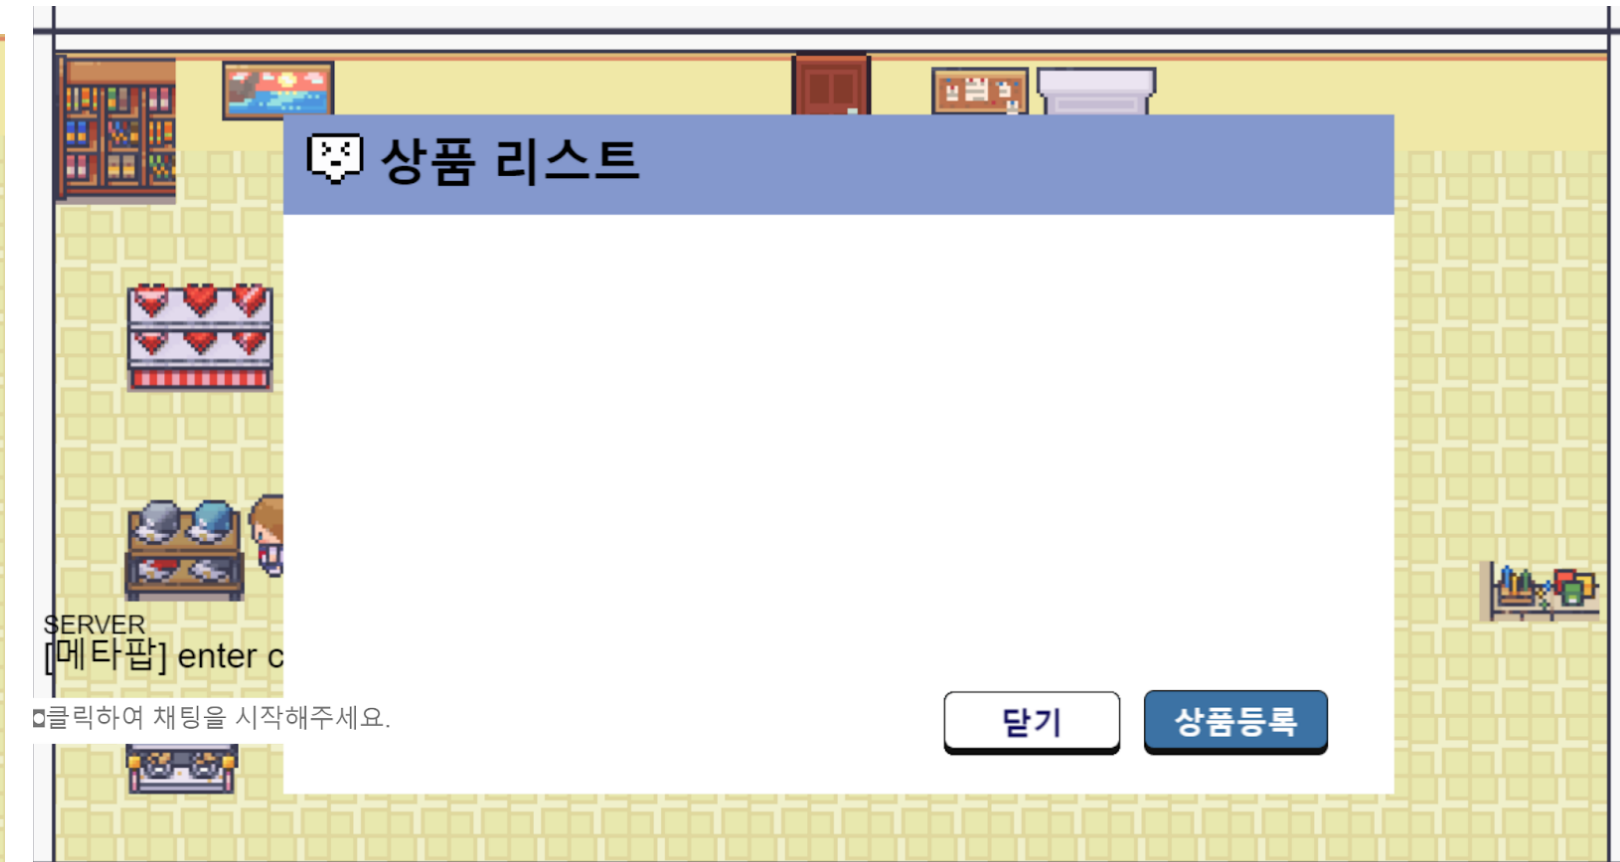 상품 리스트
SERVER
[메타팝] enter c
클릭하여 채팅을 시작해주세요.
닫기
상품등록